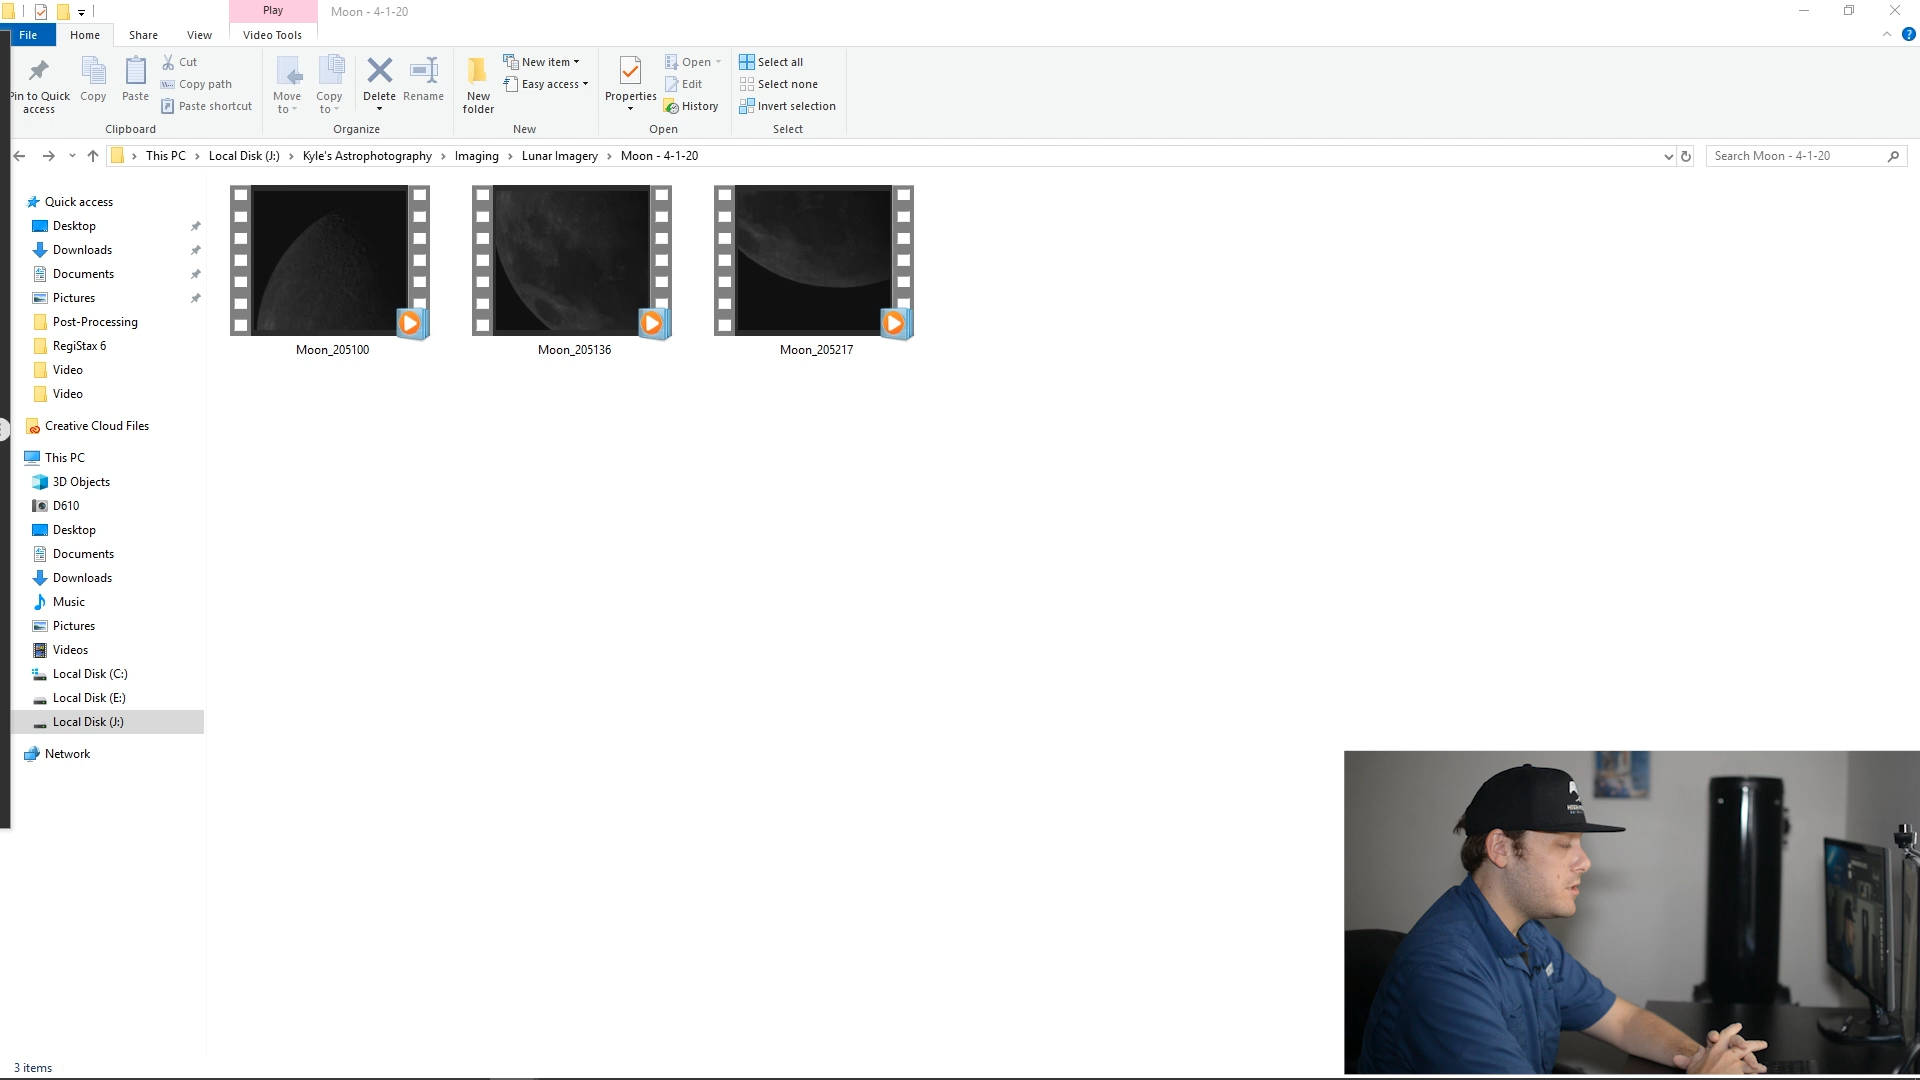 Play
Moon - 4-1-20
File
Home
Share
View
Video Tools
Pin to Quick access
Copy
Paste
Cut
Copy path
Paste shortcut
Clipboard
Move to
Copy to
Delete
Rename
Organize
New folder
New item
Easy access
New
Properties
Open
Edit
History
Open
Select all
Select none
Invert selection
Select
This PC > Local Disk (J:) > Kyle's Astrophotography > Imaging > Lunar Imagery > Moon - 4-1-20
Search Moon - 4-1-20
Quick access
Desktop
Downloads
Documents
Pictures
Post-Processing
RegiStax 6
Video
Video
Creative Cloud Files
This PC
3D Objects
D610
Desktop
Documents
Downloads
Music
Pictures
Videos
Local Disk (C:)
Local Disk (E:)
Local Disk (J:)
Network
Moon_205100
Moon_205136
Moon_205217
3 items